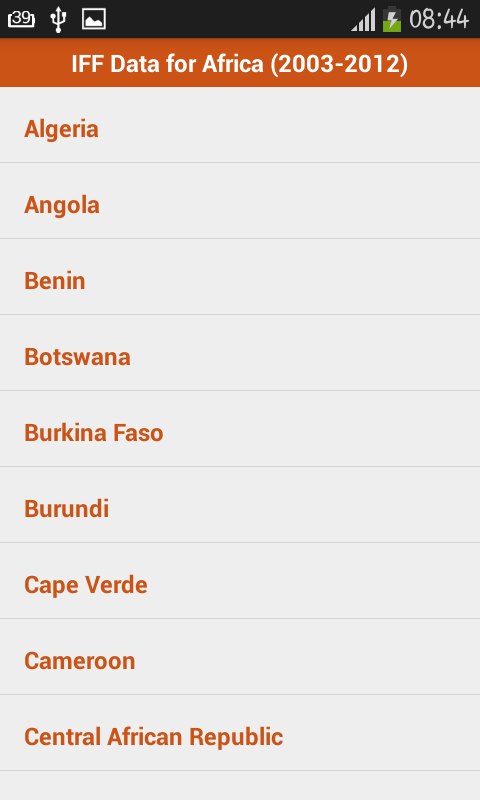 39
08:44
IFF Data for Africa (2003-2012)
Algeria
Angola
Benin
Botswana
Burkina Faso
Burundi
Cape Verde
Cameroon
Central African Republic